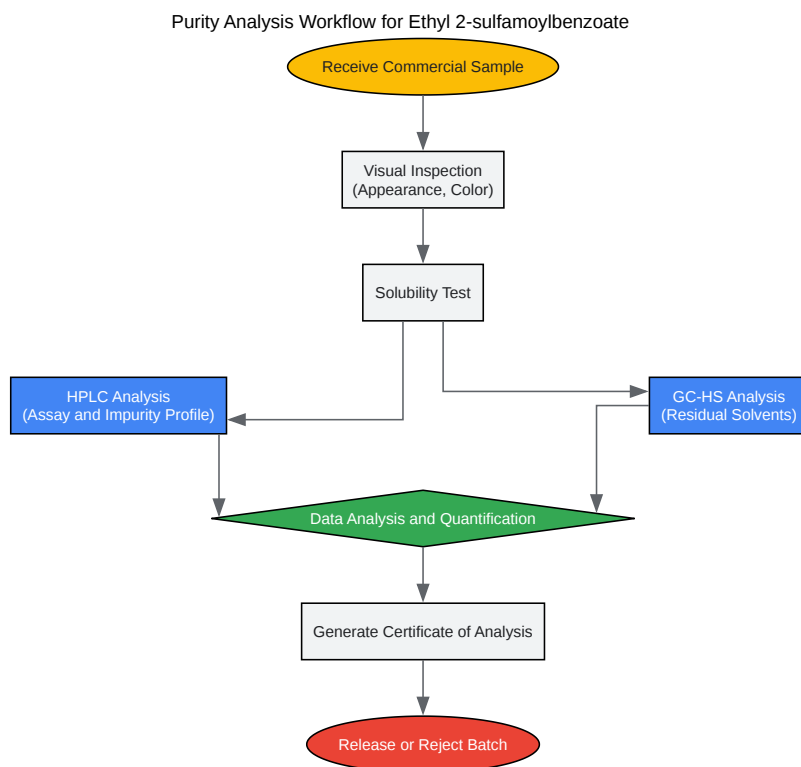 Purity Analysis Workflow for Ethyl 2-sulfamoylbenzoate
Receive Commercial Sample
Visual Inspection
(Appearance, Color)
Solubility Test
HPLC Analysis
(Assay and Impurity Profile)
GC-HS Analysis
(Residual Solvents)
Data Analysis and Quantification
Generate Certificate of Analysis
Release or Reject Batch